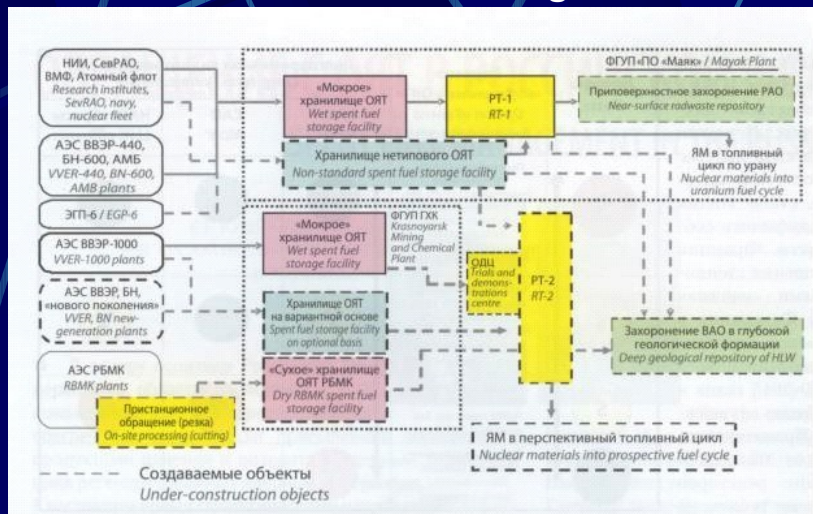 НИИ, СевРАО,
ВМФ, Атомный флот
Research institutes,
SevRAO, navy,
nuclear fleet
АЭС ВВЭР-440,
БН-600, АМБ
VVER-440, BN-600,
AMB plants
ЭГП-6 / EGP-6
АЭС ВВЭР-1000
VVER-1000 plants
АЭС ВВЭР, БН,
«нового поколения»
VVER, BN new-
generation plants
АЭС РБМК
RBMK plants
Пристанционное
обращение (резка)
On-site processing (cutting)
ФГУП «ПО «Маяк» / Mayak Plant
«Мокрое»
хранилище ОЯТ
Wet spent fuel
storage facility
РТ-1
RT-1
Приповерхностное захоронение РАО
Near-surface radwaste repository
Хранилище нетипового ОЯТ
Non-standard spent fuel storage facility
ЯМ в топливный
цикл по урану
Nuclear materials into
uranium fuel cycle
«Мокрое»
хранилище ОЯТ
Wet spent fuel
storage facility
ФГУП ГХК
Krasnoyarsk
Mining
and Chemical
Plant
ОДЦ
Trials and
demons-
trations
centre
РТ-2
RT-2
Хранилище ОЯТ
на вариантной основе
Spent fuel storage facility
on optional basis
Захоронение ВАО в глубокой
геологической формации
Deep geological repository of HLW
«Сухое» хранилище
ОЯТ РБМК
Dry RBMK spent fuel
storage facility
ЯМ в перспективный топливный цикл
Nuclear materials into prospective fuel cycle
Создаваемые объекты
Under-construction objects